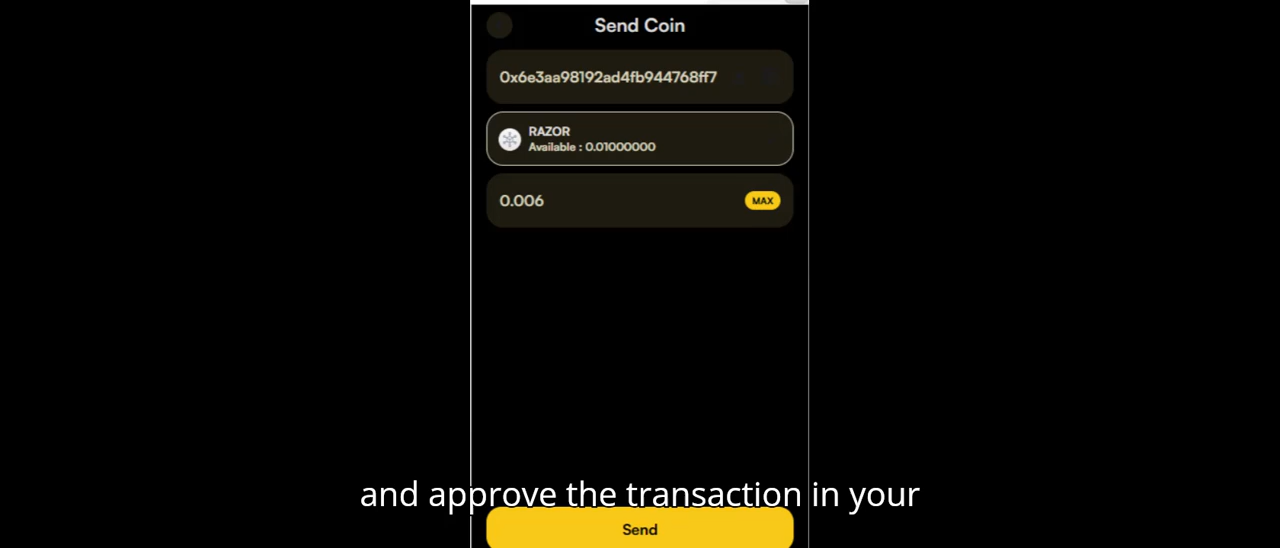 Send Coin
0x6e3aa98192ad4fb944768ff7
RAZOR
Available : 0.01000000
0.006
MAX
and approve the transaction in your
Send